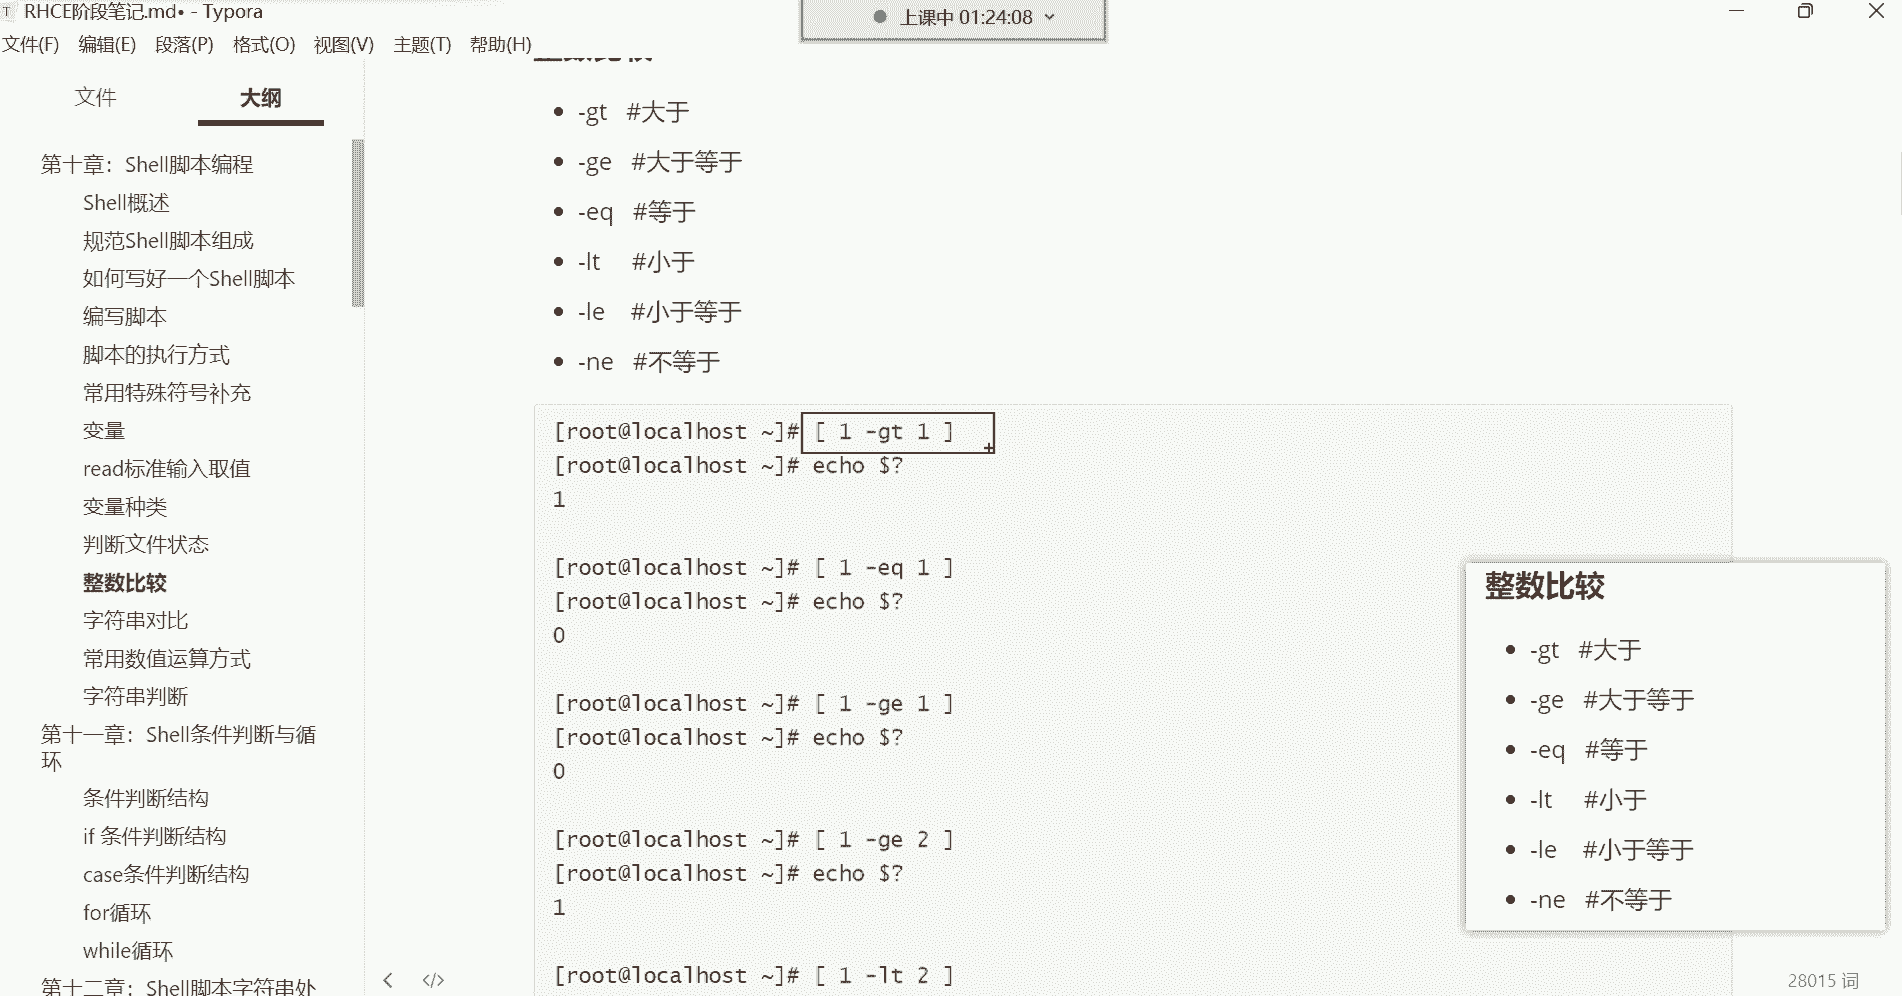 RHCE阶段笔记.md• - Typora
上课中 01:24:08
文件(F) 编辑(E) 段落(P) 格式(O) 视图(V) 主题(T) 帮助(H)
文件 大纲
第十章：Shell脚本编程
Shell概述
规范Shell脚本组成
如何写好一个Shell脚本
编写脚本
脚本的执行方式
常用特殊符号补充
变量
read标准输入取值
变量种类
判断文件状态
整数比较
字符串对比
常用数值运算方式
字符串判断
第十一章：Shell条件判断与循
环
条件判断结构
if 条件判断结构
case条件判断结构
for循环
while循环
第十二章：Shell脚本字符串处
整数比较
-gt #大于
-ge #大于等于
-eq #等于
-lt #小于
-le #小于等于
-ne #不等于
[root@localhost ~]# [ 1 -gt 1 ]
[root@localhost ~]# echo $?
1
[root@localhost ~]# [ 1 -eq 1 ]
[root@localhost ~]# echo $?
0
[root@localhost ~]# [ 1 -ge 1 ]
[root@localhost ~]# echo $?
0
[root@localhost ~]# [ 1 -ge 2 ]
[root@localhost ~]# echo $?
1
[root@localhost ~]# [ 1 -lt 2 ]
整数比较
-gt #大于
-ge #大于等于
-eq #等于
-lt #小于
-le #小于等于
-ne #不等于
28015 词